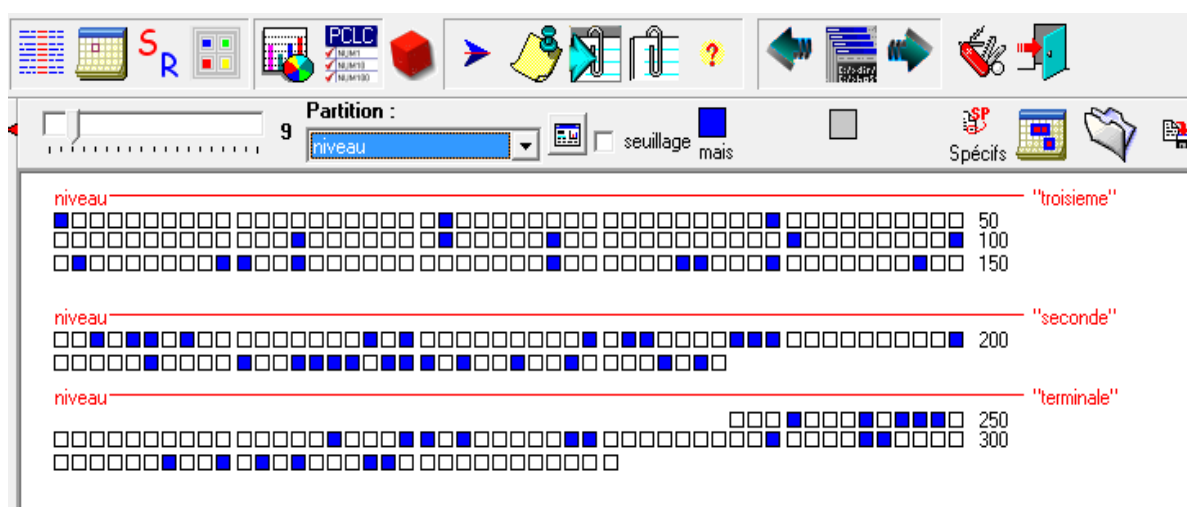 S
R
PCLC
NUM1
NUM10
NUM100
?
9
Partition :
niveau
seuillage
mais
SP
Spécifs
niveau
"troisieme"
50
100
150
niveau
"seconde"
200
niveau
"terminale"
250
300